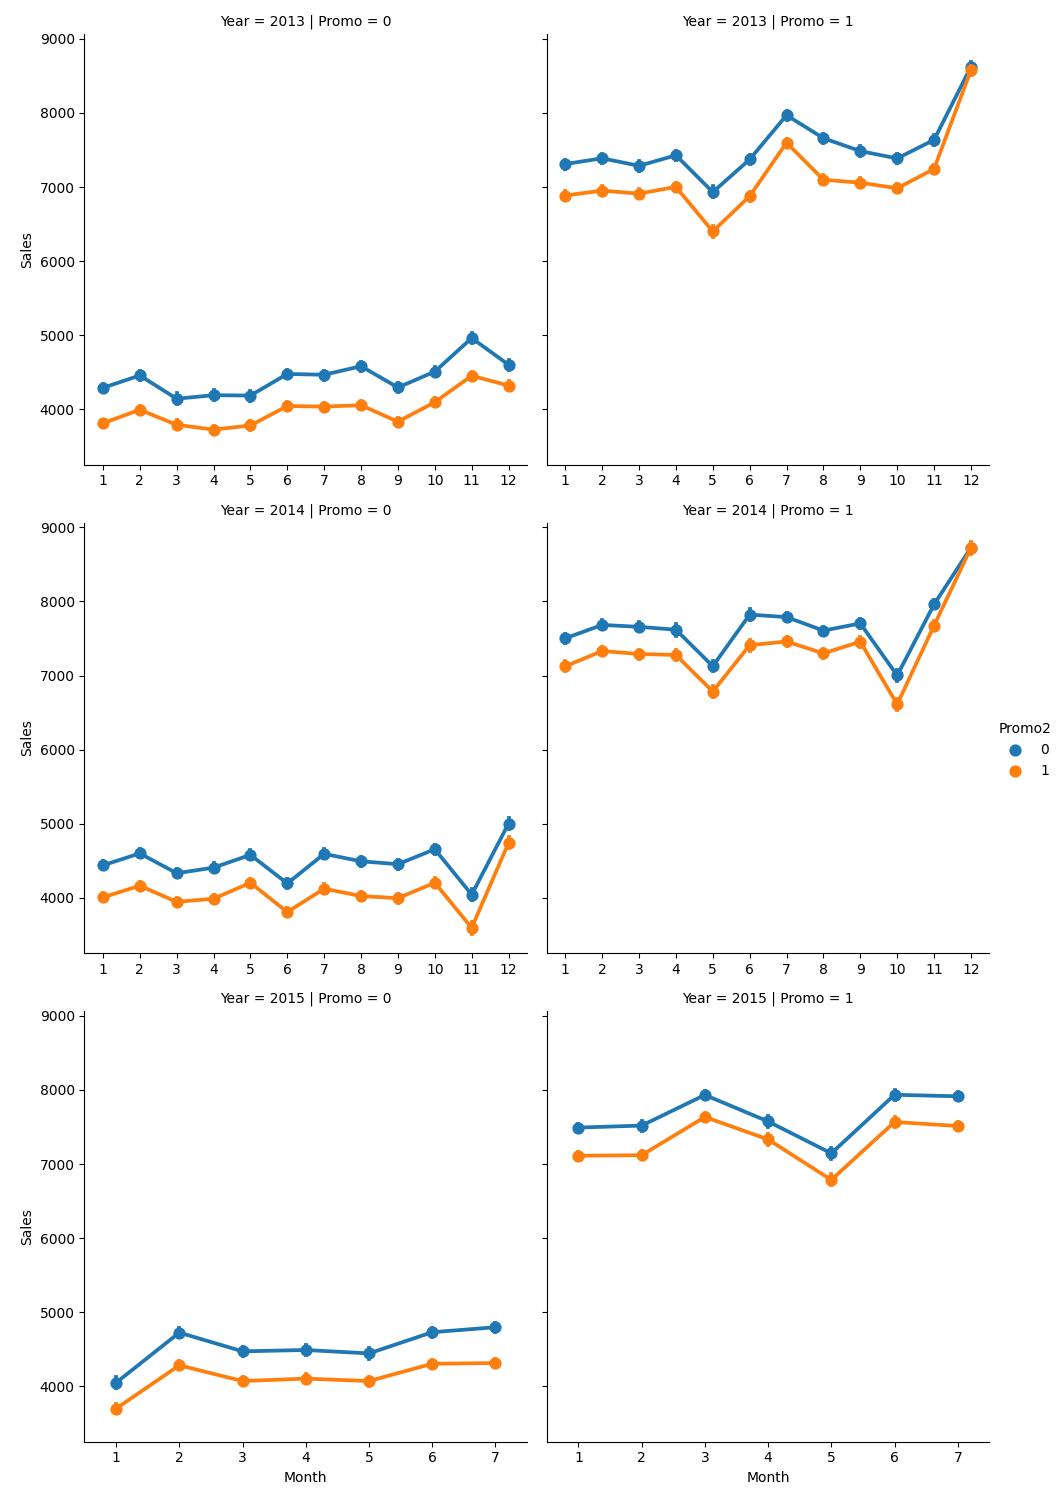 Year = 2013 | Promo = 0
Year = 2013 | Promo = 1
9000
8000
7000
6000
5000
4000
Sales
1 2 3 4 5 6 7 8 9 10 11 12
1 2 3 4 5 6 7 8 9 10 11 12
Year = 2014 | Promo = 0
Year = 2014 | Promo = 1
9000
8000
7000
6000
5000
4000
Sales
1 2 3 4 5 6 7 8 9 10 11 12
1 2 3 4 5 6 7 8 9 10 11 12
Promo2
0
1
Year = 2015 | Promo = 0
Year = 2015 | Promo = 1
9000
8000
7000
6000
5000
4000
Sales
1 2 3 4 5 6 7
Month
1 2 3 4 5 6 7
Month